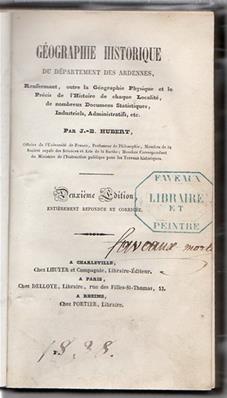 GÉOGRAPHIE HISTORIQUE
DU DÉPARTEMENT DES ARDENNES,
Renfermant, outre la Géographie Physique et le
Précis de l'Histoire de chaque Localité,
de nombreux Documens Statistiques,
Industriels, Administratifs, etc.
PAR J.-B. HUBERT,
Officier de l'Université de France, Professeur de Philosophie, Membre de la
Société royale des Sciences et Arts de la Sarthe; Membre Correspondant
du Ministère de l'Instruction publique pour les Travaux historiques.
Deuxième Édition,
ENTIÈREMENT REFONDUE ET CORRIGÉE.
FAVEAUX
LIBRAIRE
ET
PEINTRE
A CHARLEVILLE,
Chez LHUYER et Compagnie, Libraire-Éditeur.
A PARIS,
Chez DELLOYE, Libraire, rue des Filles-St-Thomas, 13.
A RHEIMS,
Chez PORTIER, Libraire.
1838.